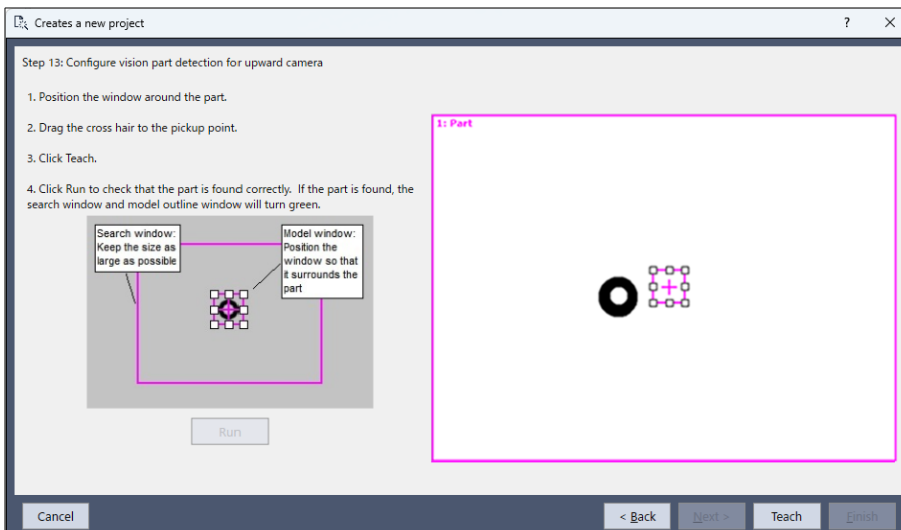 Creates a new project
?
Step 13: Configure vision part detection for upward camera
1. Position the window around the part.
2. Drag the cross hair to the pickup point.
3. Click Teach.
4. Click Run to check that the part is found correctly.  If the part is found, the
search window and model outline window will turn green.
Search window:
Keep the size as
large as possible
Model window:
Position the
window so that
it surrounds the
part
Run
1: Part
Cancel
< Back
Next >
Teach
Finish